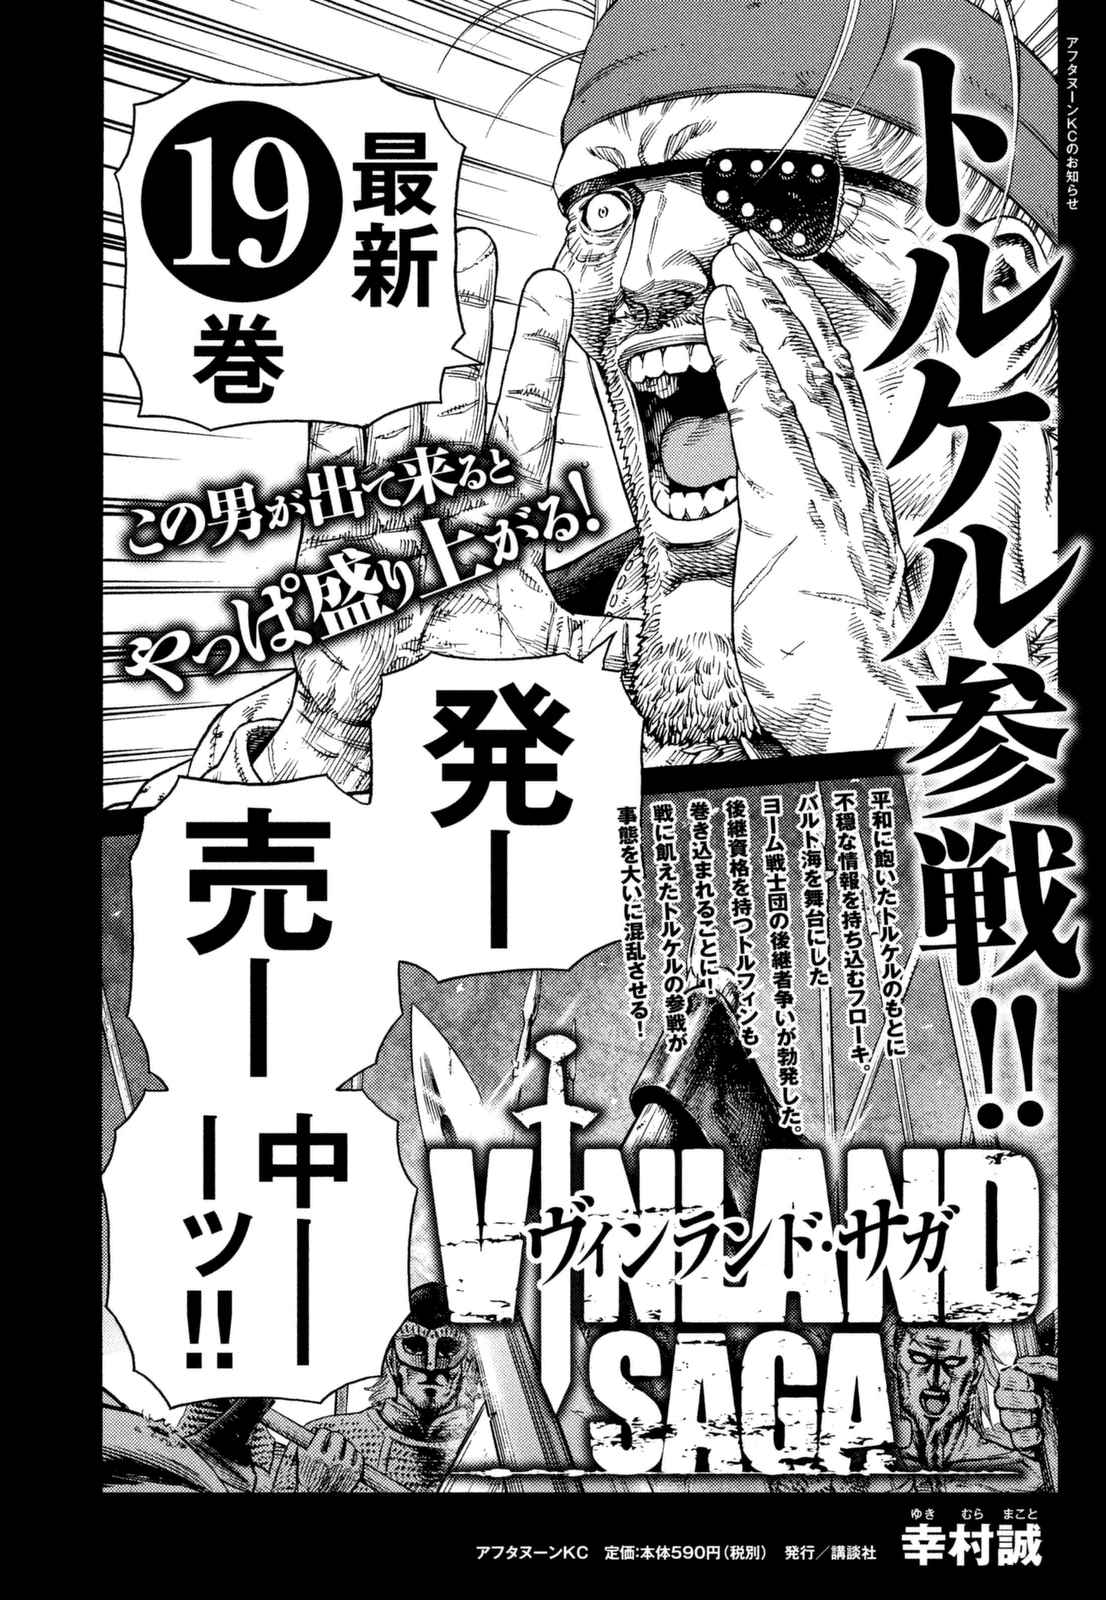 アフタヌーンKCのお知らせ
トルケル参戦!!
最新
19
巻
この男が出て来ると
やっぱ盛り上がる!
発ー
売ー
中――
ーッ!!
平和に飽いたトルケルのもとに
不穏な情報を持ち込むフローキ。
バルト海を舞台にした
ヨーム戦士団の後継者争いが勃発した。
後継資格を持つトルフィンも
巻き込まれることに!
戦に飢えたトルケルの参戦が
事態を大いに混乱させる!
VINLAND
ヴィンランド・サガ
SAGA
ゆき むら まこと
幸村誠
アフタヌーンKC 定価:本体590円(税別) 発行/講談社